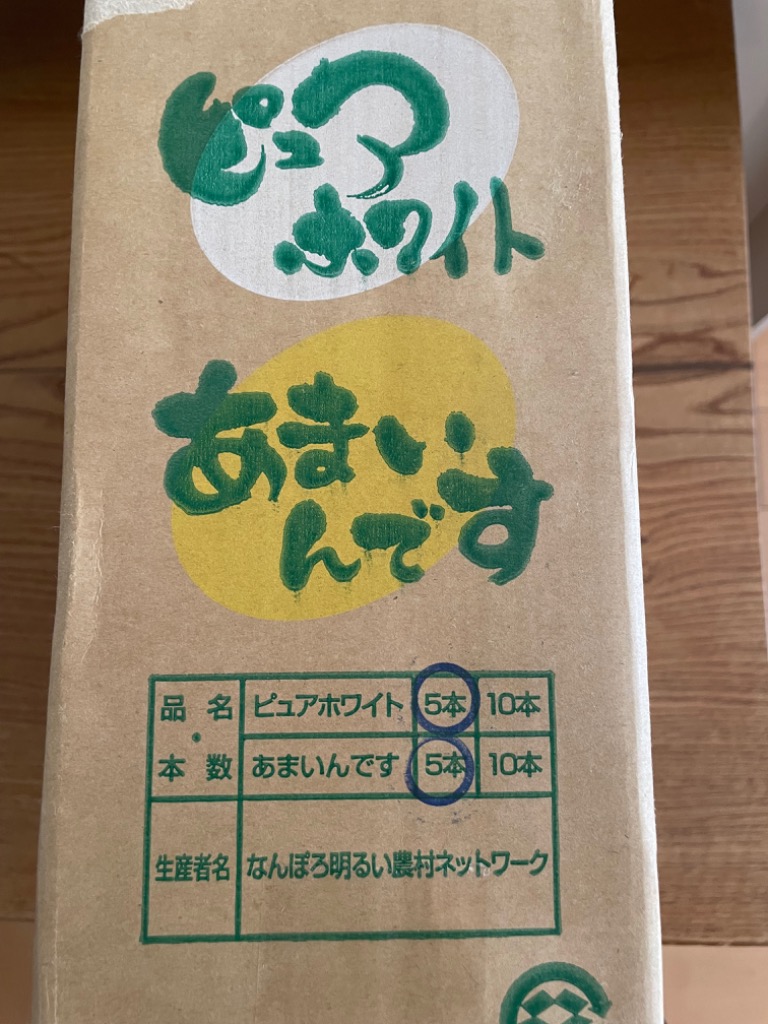 ピュア
ホワイト
あまい
んです
品名・本数 ピュアホワイト 5本 10本
あまいんです 5本 10本
生産者名 なんぽろ明るい農村ネットワーク